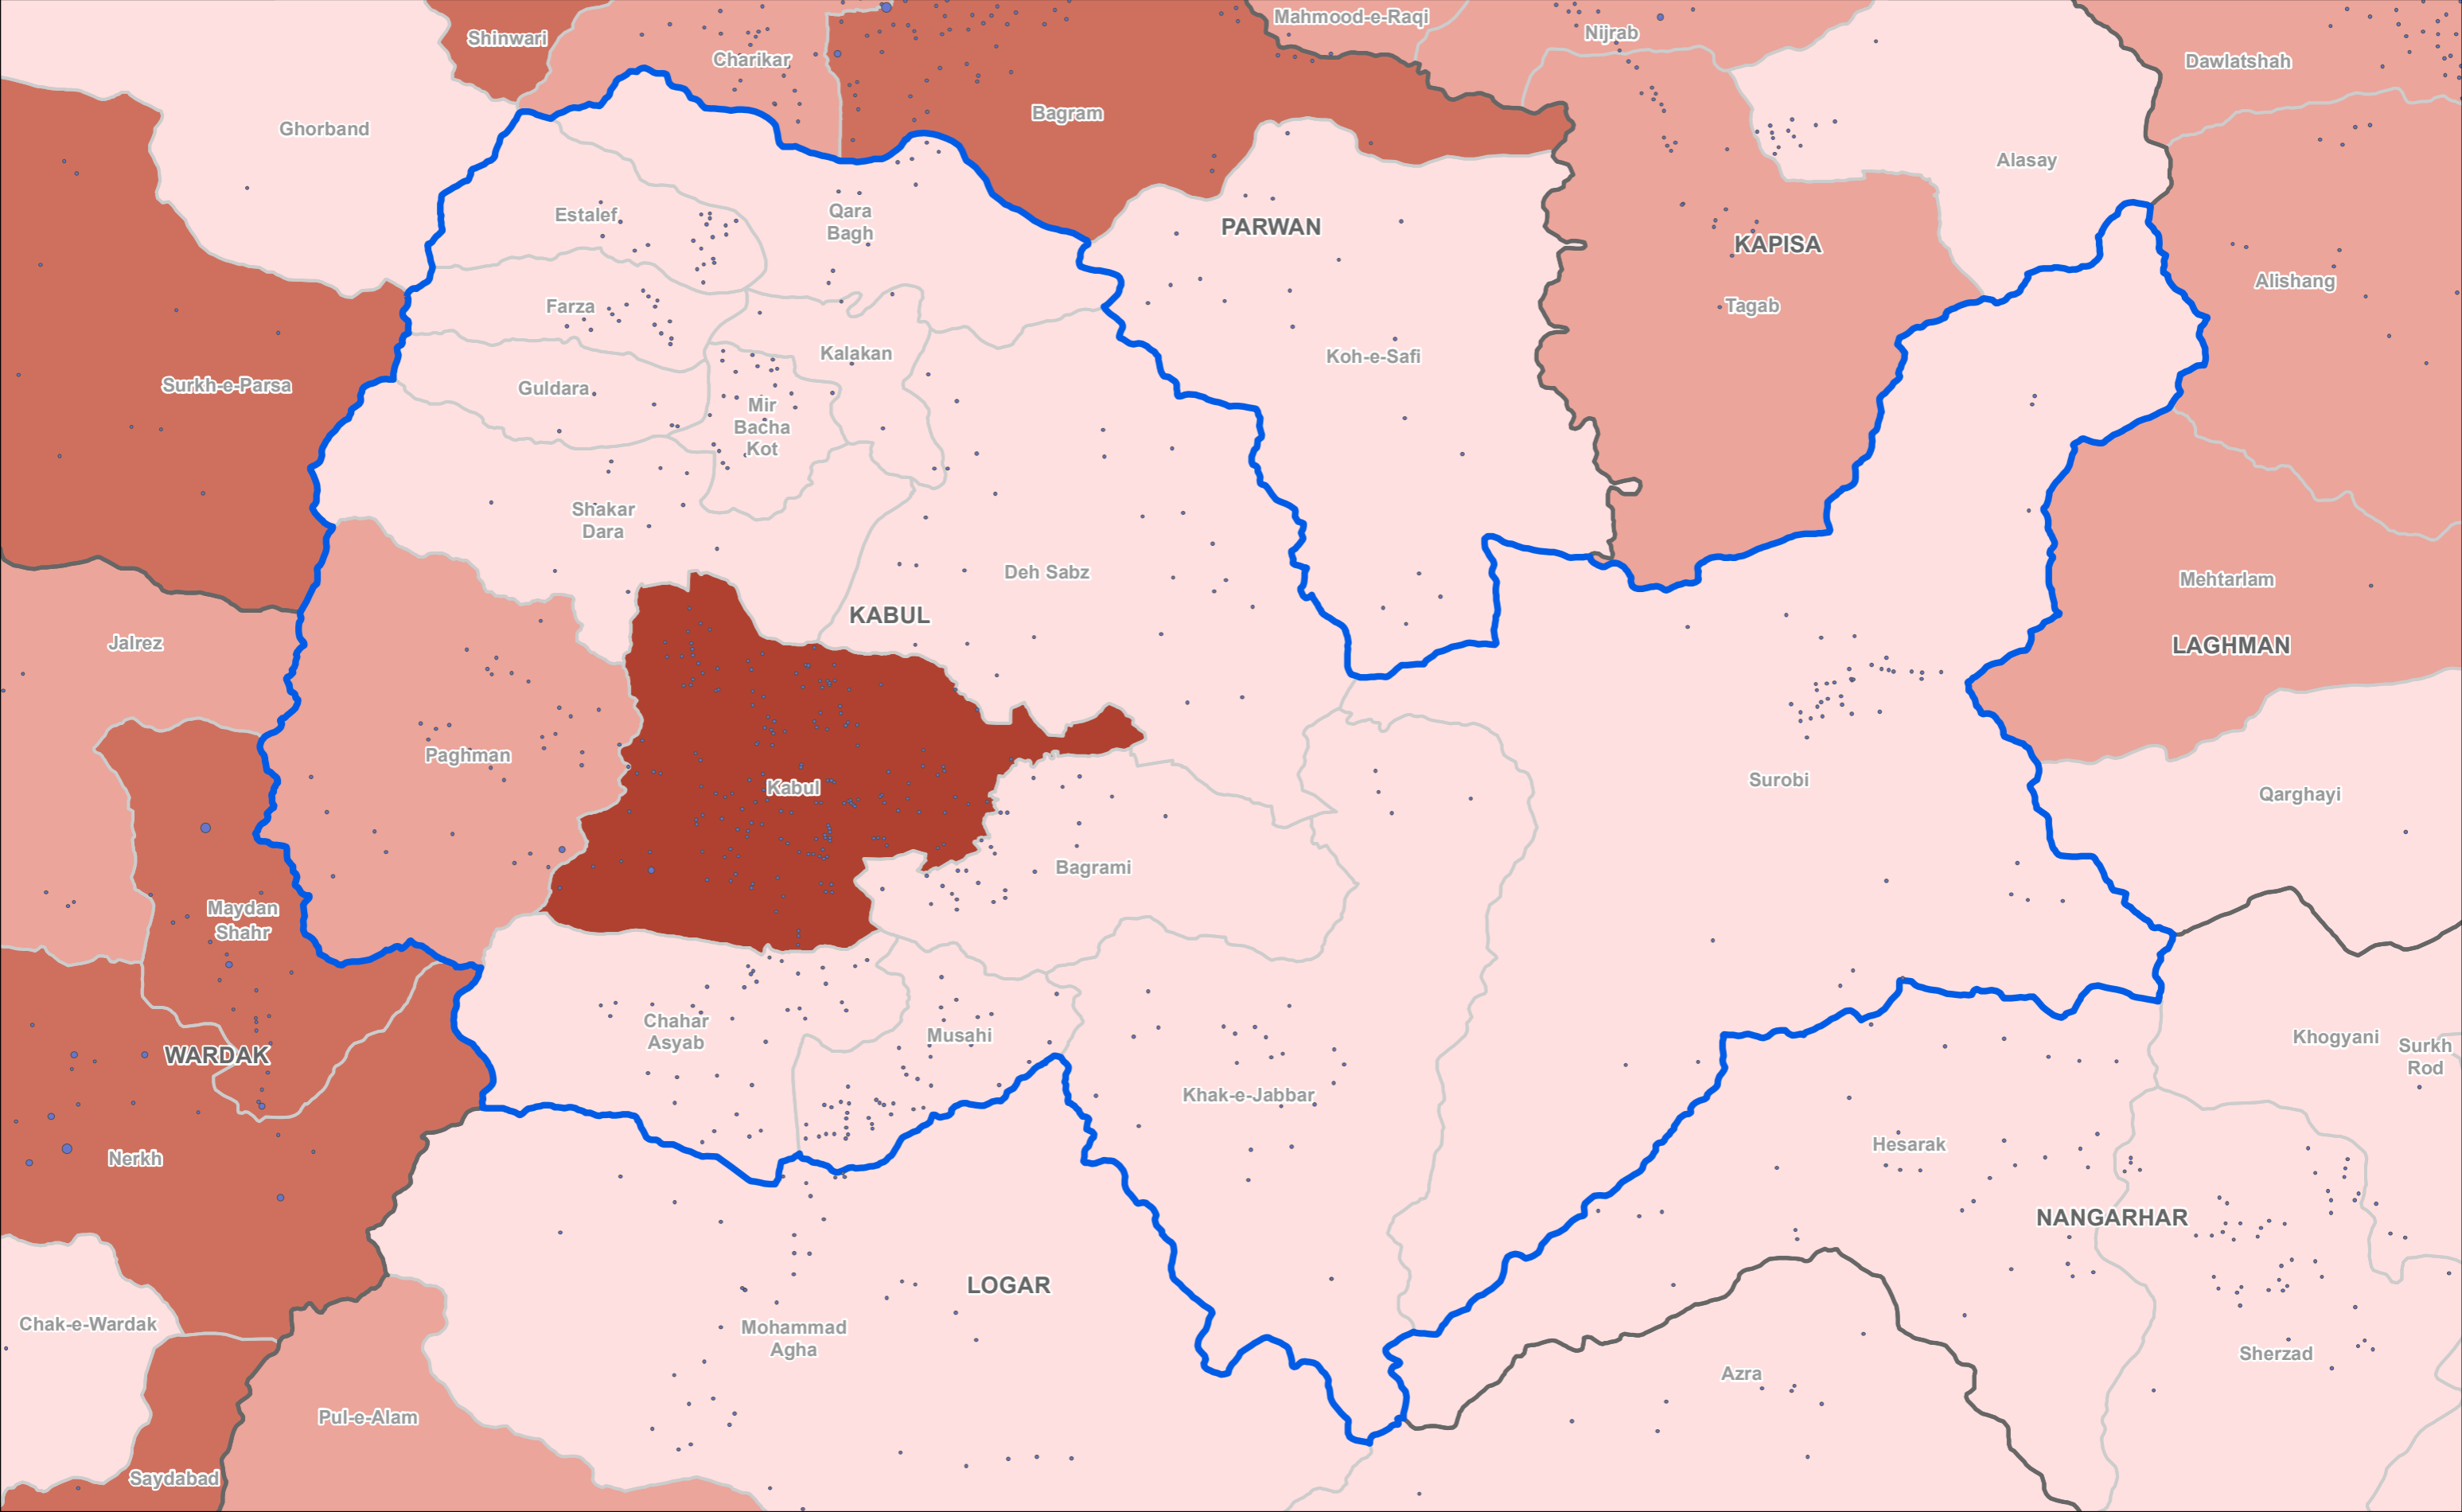 Shinwari
Charikar
Mahmood-e-Raqi
Nijrab
Dawlatshah
Ghorband
Bagram
Alasay
Estalef
Qara
Bagh
PARWAN
KAPISA
Alishang
Farza
Tagab
Kalakan
Koh-e-Safi
Surkh-e-Parsa
Guldara
Mir
Bacha
Kot
Shakar
Dara
Deh Sabz
Mehtarlam
KABUL
Jalrez
LAGHMAN
Paghman
Kabul
Surobi
Qarghayi
Bagrami
Maydan
Shahr
Chahar
Asyab
Musahi
Khogyani
Surkh
Rod
WARDAK
Khak-e-Jabbar
Nerkh
Hesarak
NANGARHAR
LOGAR
Chak-e-Wardak
Mohammad
Agha
Sherzad
Azra
Pul-e-Alam
Saydabad